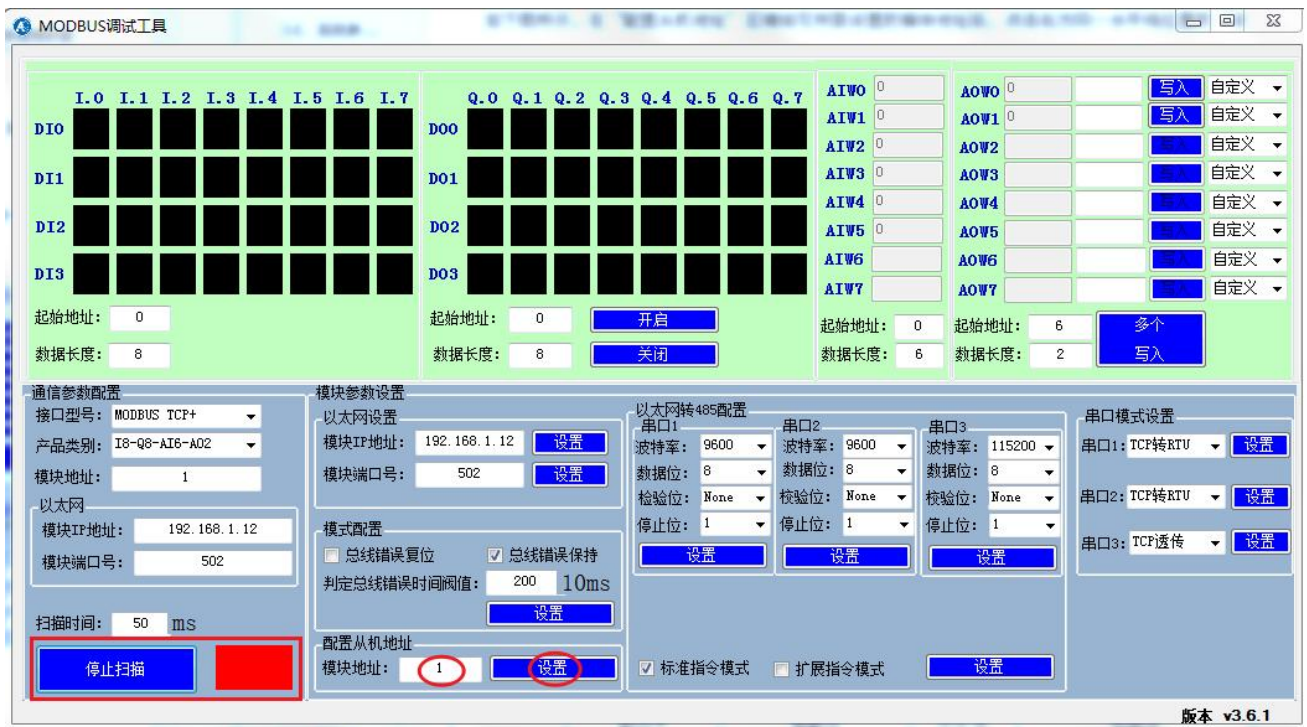 MODBUS调试工具
I.0 I.1 I.2 I.3 I.4 I.5 I.6 I.7
DI0
DI1
DI2
DI3
起始地址: 0
数据长度: 8
Q.0 Q.1 Q.2 Q.3 Q.4 Q.5 Q.6 Q.7
DO0
DO1
DO2
DO3
起始地址: 0 开启
数据长度: 8 关闭
AIW0 0
AIW1 0
AIW2 0
AIW3 0
AIW4 0
AIW5 0
AIW6
AIW7
起始地址: 0
数据长度: 6
AOW0 0 写入 自定义
AOW1 0 写入 自定义
AOW2 写入 自定义
AOW3 写入 自定义
AOW4 写入 自定义
AOW5 写入 自定义
AOW6 写入 自定义
AOW7 写入 自定义
起始地址: 6
数据长度: 2
多个
写入
通信参数配置
接口型号: MODBUS TCP+
产品类别: I8-Q8-AI6-AO2
模块地址: 1
以太网
模块IP地址: 192.168.1.12
模块端口号: 502
扫描时间: 50 ms
停止扫描
模块参数设置
以太网设置
模块IP地址: 192.168.1.12 设置
模块端口号: 502 设置
模式配置
总线错误复位 总线错误保持
判定总线错误时间阀值: 200 10ms
设置
配置从机地址
模块地址: 1 设置
以太网转485配置
串口1
波特率: 9600
数据位: 8
检验位: None
停止位: 1
设置
串口2
波特率: 9600
数据位: 8
校验位: None
停止位: 1
设置
串口3
波特率: 115200
数据位: 8
校验位: None
停止位: 1
设置
标准指令模式 扩展指令模式 设置
串口模式设置
串口1: TCP转RTU 设置
串口2: TCP转RTU 设置
串口3: TCP透传 设置
版本 v3.6.1